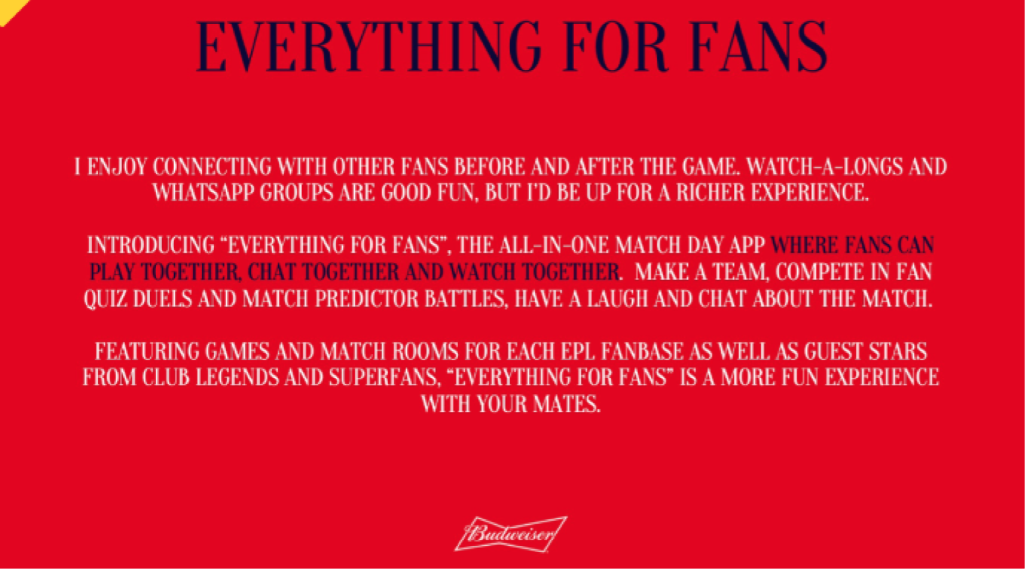 EVERYTHING FOR FANS
I ENJOY CONNECTING WITH OTHER FANS BEFORE AND AFTER THE GAME. WATCH-A-LONGS AND
WHATSAPP GROUPS ARE GOOD FUN, BUT I'D BE UP FOR A RICHER EXPERIENCE.
INTRODUCING “EVERYTHING FOR FANS”, THE ALL-IN-ONE MATCH DAY APP WHERE FANS CAN
PLAY TOGETHER, CHAT TOGETHER AND WATCH TOGETHER. MAKE A TEAM, COMPETE IN FAN
QUIZ DUELS AND MATCH PREDICTOR BATTLES, HAVE A LAUGH AND CHAT ABOUT THE MATCH.
FEATURING GAMES AND MATCH ROOMS FOR EACH EPL FANBASE AS WELL AS GUEST STARS
FROM CLUB LEGENDS AND SUPERFANS, “EVERYTHING FOR FANS” IS A MORE FUN EXPERIENCE
WITH YOUR MATES.
Budweiser